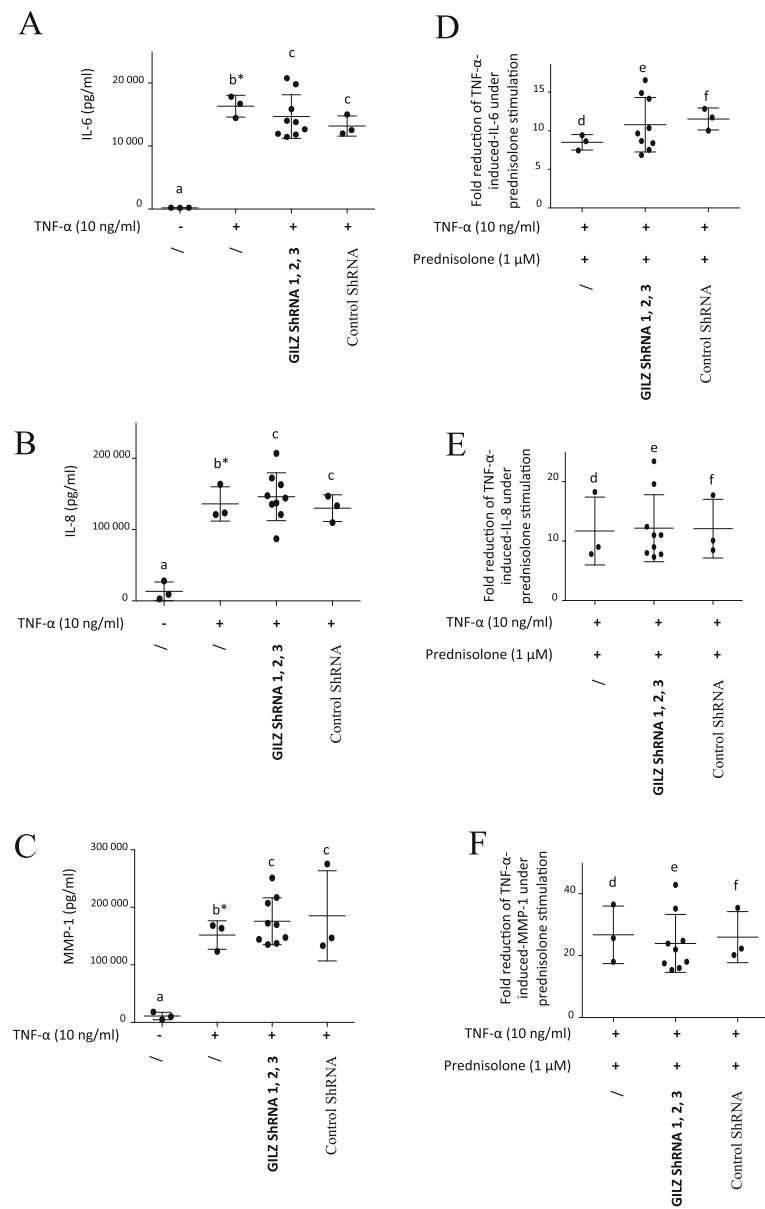 A
IL-6 (pg/ml)
20 000
10 000
0
a
b*
c
c
TNF-α (10 ng/ml)
- + + +
/
/
GILZ ShRNA 1, 2, 3
Control ShRNA
D
Fold reduction of TNF-α-
induced-IL-6 under
prednisolone stimulation
15
10
5
0
d
e
f
TNF-α (10 ng/ml)
+ + +
Prednisolone (1 µM)
+ + +
/
GILZ ShRNA 1, 2, 3
Control ShRNA
B
IL-8 (pg/ml)
200 000
100 000
0
a
b*
c
c
TNF-α (10 ng/ml)
- + + +
/
/
GILZ ShRNA 1, 2, 3
Control ShRNA
E
Fold reduction of TNF-α-
induced-IL-8 under
prednisolone stimulation
20
10
0
d
e
f
TNF-α (10 ng/ml)
+ + +
Prednisolone (1 µM)
+ + +
/
GILZ ShRNA 1, 2, 3
Control ShRNA
C
MMP-1 (pg/ml)
300 000
200 000
100 000
0
a
b*
c
c
TNF-α (10 ng/ml)
- + + +
/
/
GILZ ShRNA 1, 2, 3
Control ShRNA
F
Fold reduction of TNF-α-
induced-MMP-1 under
prednisolone stimulation
40
20
0
d
e
f
TNF-α (10 ng/ml)
+ + +
Prednisolone (1 µM)
+ + +
/
GILZ ShRNA 1, 2, 3
Control ShRNA